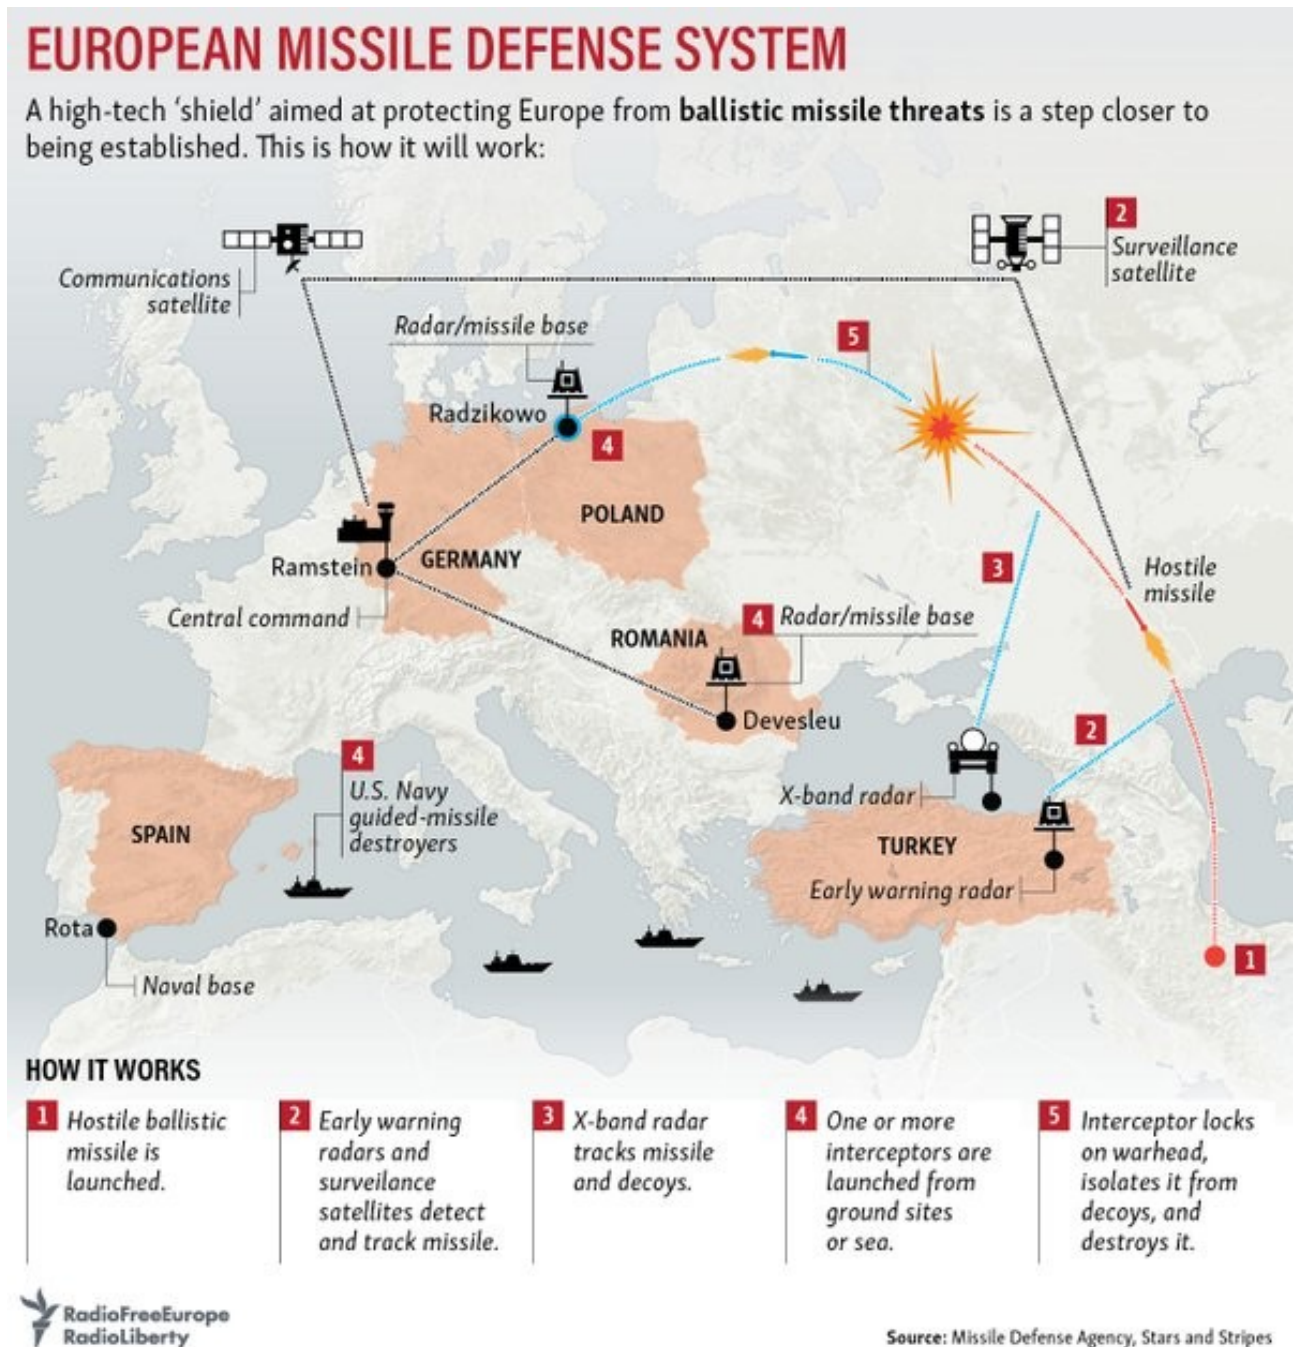 EUROPEAN MISSILE DEFENSE SYSTEM
A high-tech ‘shield’ aimed at protecting Europe from ballistic missile threats is a step closer to
being established. This is how it will work:
2
Surveillance
satellite
Communications
satellite
Radar/missile base
5
Radzikowo
4
POLAND
Ramstein
GERMANY
3
Hostile
missile
Central command
ROMANIA
4
Radar/missile base
Devesleu
2
4
U.S. Navy
guided-missile
destroyers
X-band radar
SPAIN
TURKEY
Early warning radar
Rota
1
Naval base
HOW IT WORKS
1
Hostile ballistic
missile is
launched.
2
Early warning
radars and
surveilance
satellites detect
and track missile.
3
X-band radar
tracks missile
and decoys.
4
One or more
interceptors are
launched from
ground sites
or sea.
5
Interceptor locks
on warhead,
isolates it from
decoys, and
destroys it.
RadioFreeEurope
RadioLiberty
Source: Missile Defense Agency, Stars and Stripes